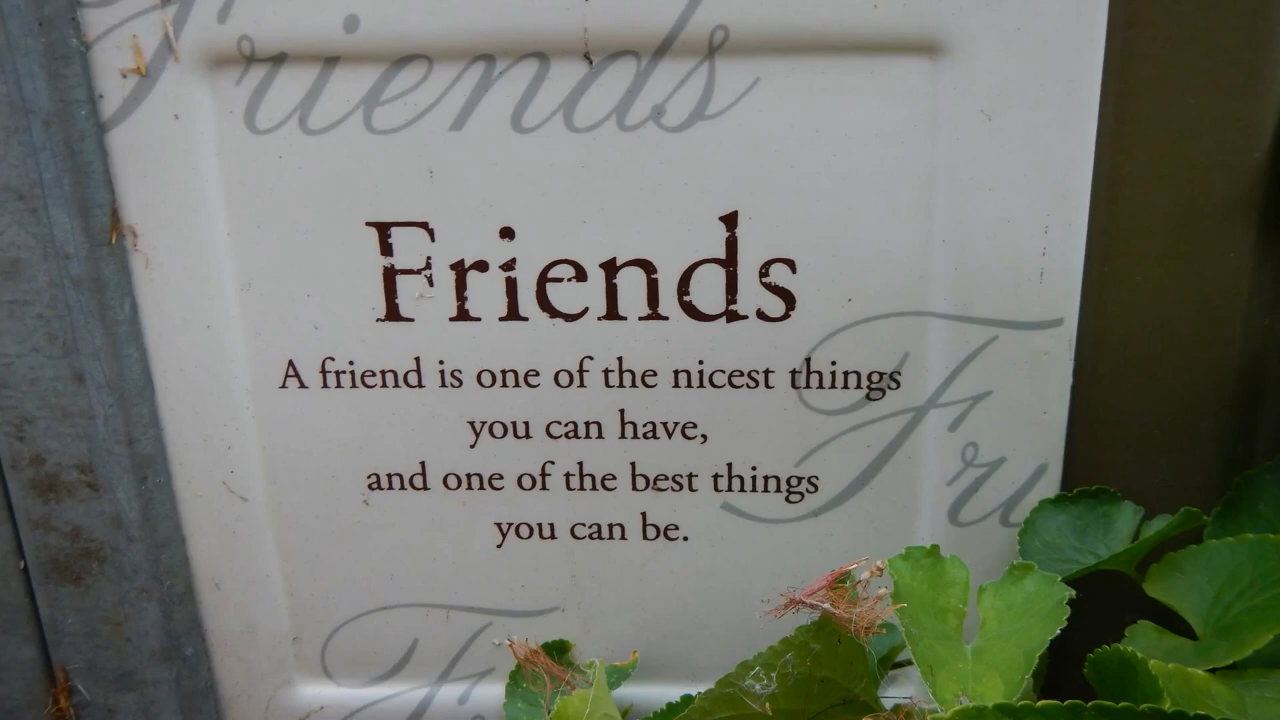 Friends
Friends
A friend is one of the nicest things
you can have,
and one of the best things
you can be.